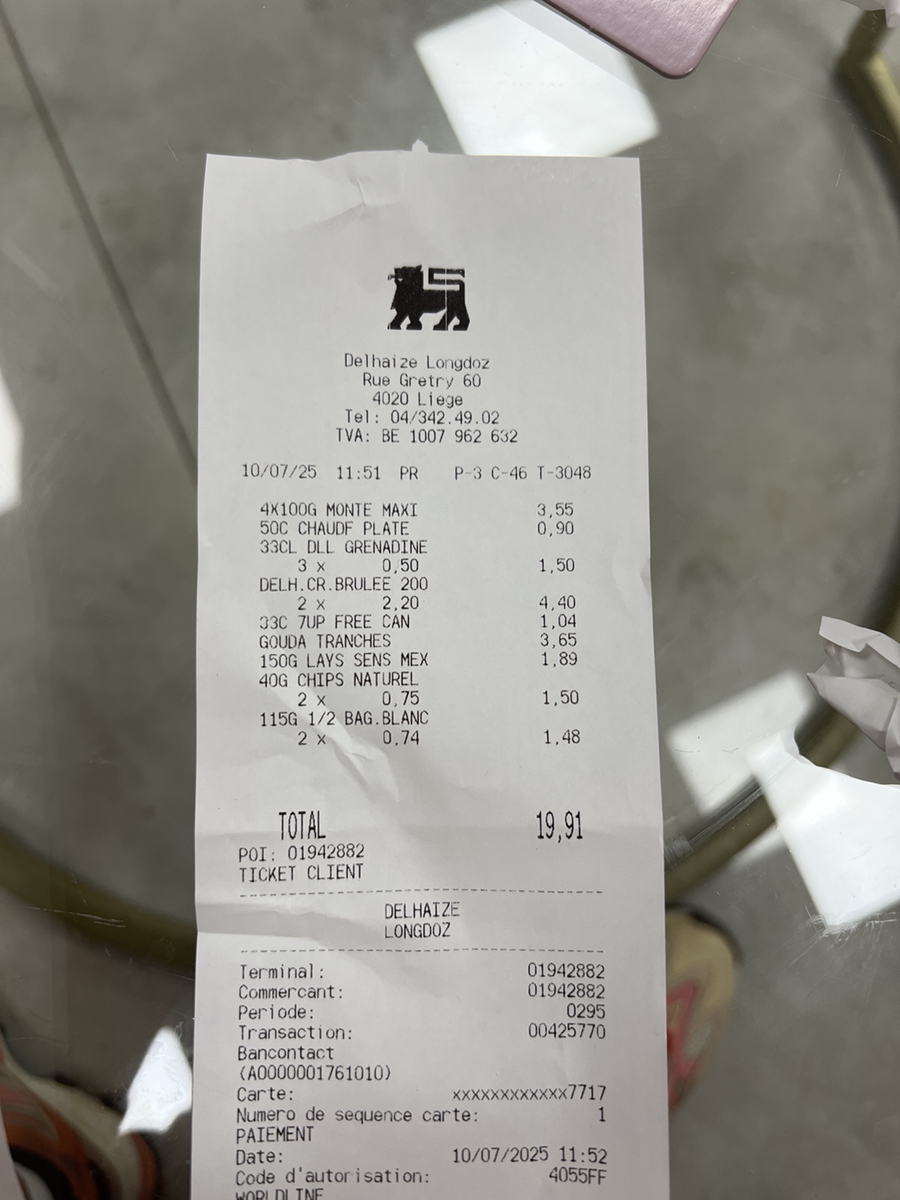 Delhaize Longdoz
Rue Gretry 60
4020 Liege
Tel: 04/342.49.02
TVA: BE 1007 962 632
10/07/25 11:51 PR P-3 C-46 T-3048
4X100G MONTE MAXI 3,55
50C CHAUDF PLATE 0,90
33CL DLL GRENADINE
3 x 0,50 1,50
DELH.CR.BRULEE 200
2 x 2,20 4,40
33C 7UP FREE CAN 1,04
GOUDA TRANCHES 3,65
150G LAYS SENS MEX 1,89
40G CHIPS NATUREL
2 x 0,75 1,50
115G 1/2 BAG.BLANC
2 x 0,74 1,48
TOTAL 19,91
POI: 01942882
TICKET CLIENT
DELHAIZE
LONGDOZ
Terminal: 01942882
Commercant: 01942882
Periode: 0295
Transaction: 00425770
Bancontact
(A0000001761010)
Carte: xxxxxxxxxxxx7717
Numero de sequence carte: 1
PAIEMENT
Date: 10/07/2025 11:52
Code d'autorisation: 4055FF
WORLDLINE